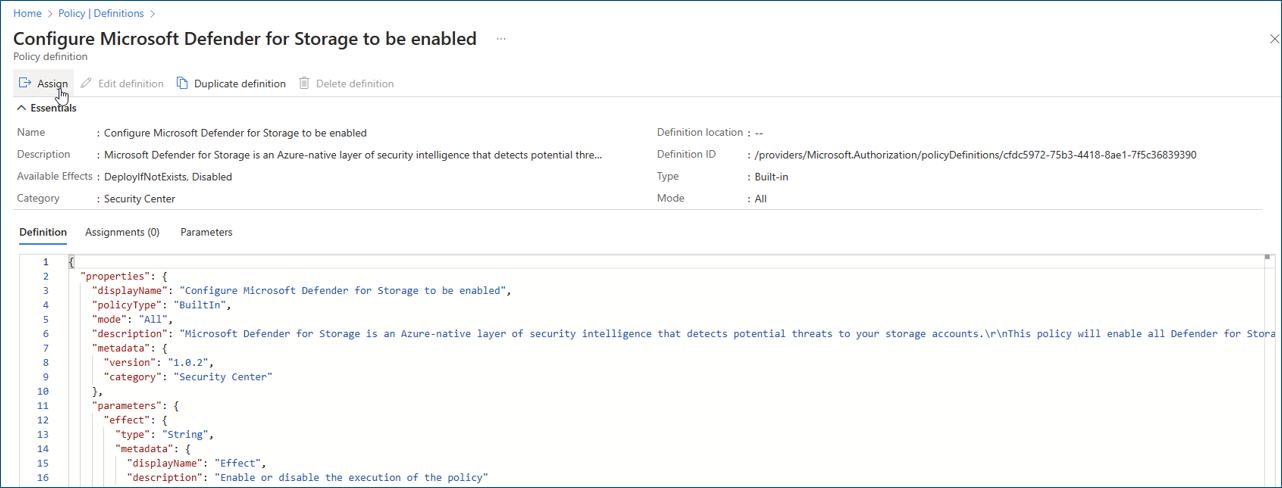 Home > Policy | Definitions >
Configure Microsoft Defender for Storage to be enabled ...
Policy definition
Assign Edit definition Duplicate definition Delete definition
Essentials
Name : Configure Microsoft Defender for Storage to be enabled
Definition location : --
Description : Microsoft Defender for Storage is an Azure-native layer of security intelligence that detects potential thre...
Definition ID : /providers/Microsoft.Authorization/policyDefinitions/cfdc5972-75b3-4418-8ae1-7f5c36839390
Available Effects : DeployIfNotExists, Disabled
Type : Built-in
Category : Security Center
Mode : All
Definition Assignments (0) Parameters
1 {
2 "properties": {
3 "displayName": "Configure Microsoft Defender for Storage to be enabled",
4 "policyType": "BuiltIn",
5 "mode": "All",
6 "description": "Microsoft Defender for Storage is an Azure-native layer of security intelligence that detects potential threats to your storage accounts.\r\nThis policy will enable all Defender for Stora
7 "metadata": {
8 "version": "1.0.2",
9 "category": "Security Center"
10 },
11 "parameters": {
12 "effect": {
13 "type": "String",
14 "metadata": {
15 "displayName": "Effect",
16 "description": "Enable or disable the execution of the policy"